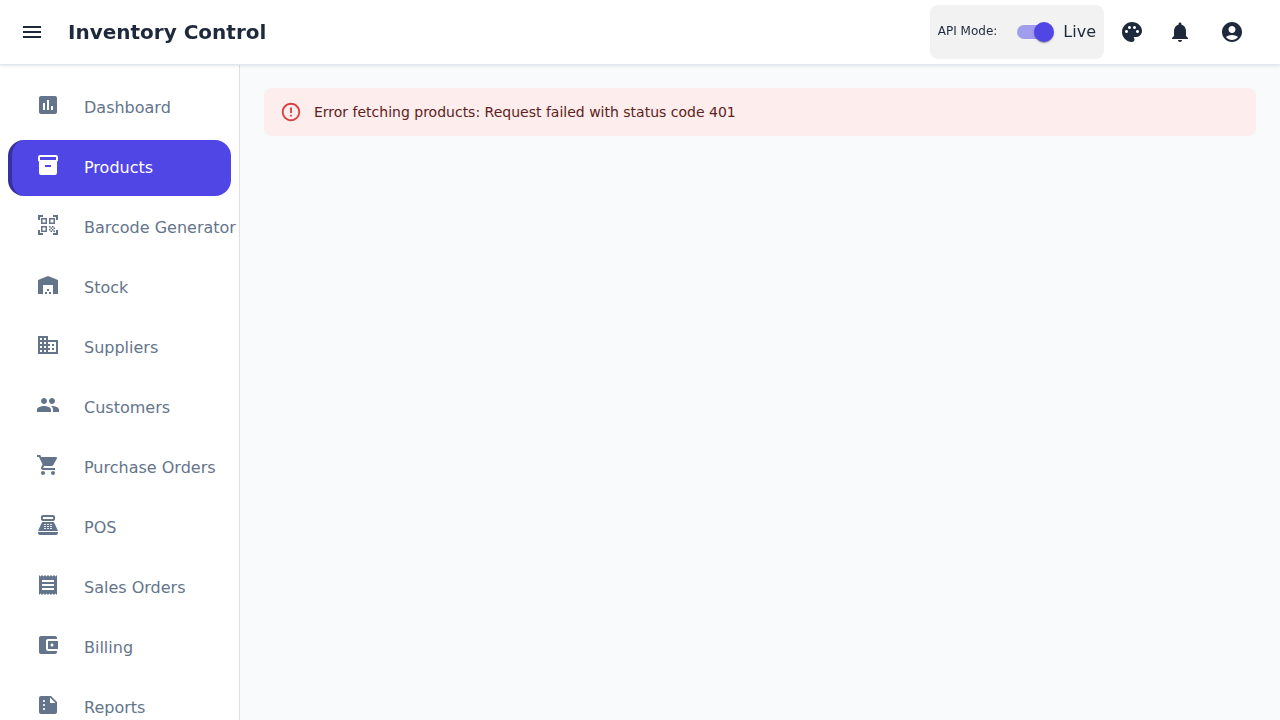 Inventory Control
API Mode:
Live
Dashboard
Products
Barcode Generator
Stock
Suppliers
Customers
Purchase Orders
POS
Sales Orders
Billing
Reports
Error fetching products: Request failed with status code 401